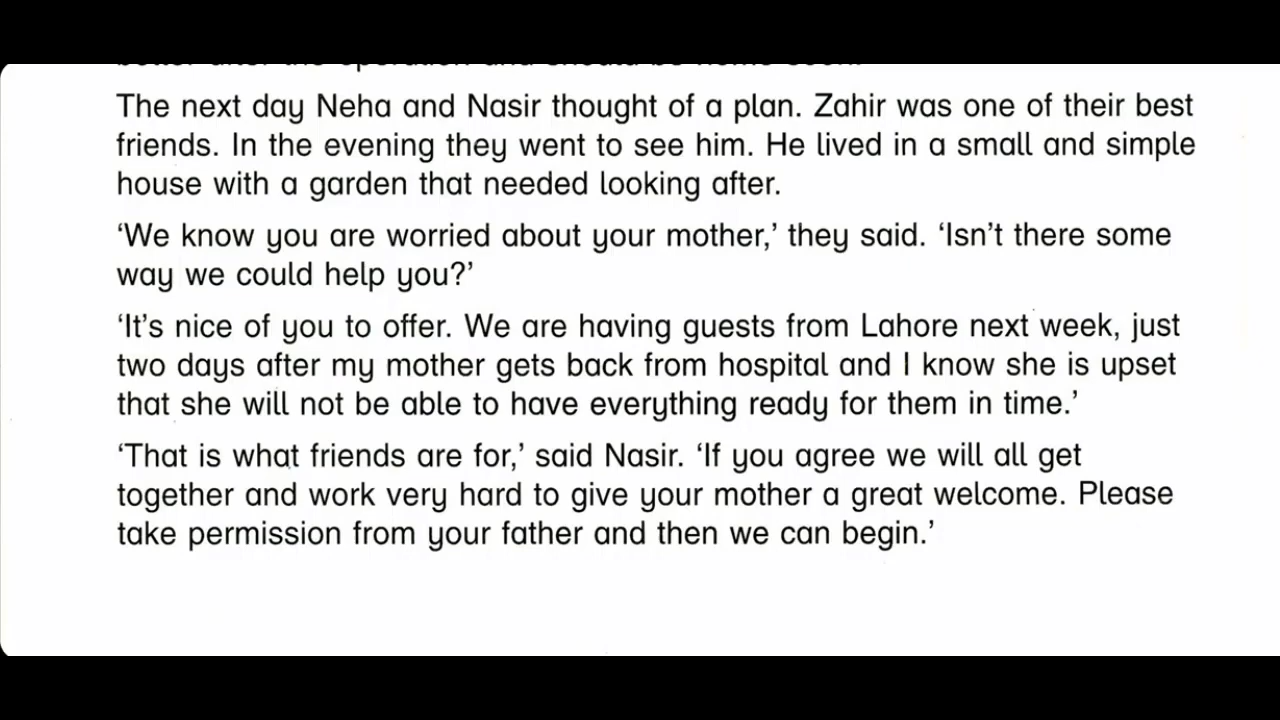 The next day Neha and Nasir thought of a plan. Zahir was one of their best
friends. In the evening they went to see him. He lived in a small and simple
house with a garden that needed looking after.
‘We know you are worried about your mother,’ they said. ‘Isn’t there some
way we could help you?’
‘It’s nice of you to offer. We are having guests from Lahore next week, just
two days after my mother gets back from hospital and I know she is upset
that she will not be able to have everything ready for them in time.’
‘That is what friends are for,’ said Nasir. ‘If you agree we will all get
together and work very hard to give your mother a great welcome. Please
take permission from your father and then we can begin.’